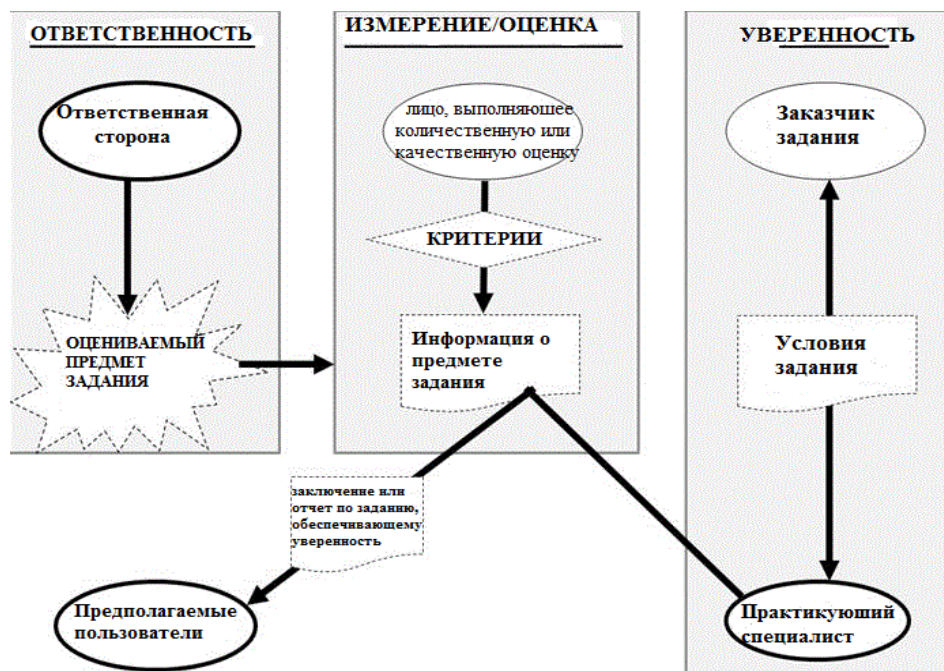 ОТВЕТСТВЕННОСТЬ
Ответственная
сторона
ОЦЕНИВАЕМЫЙ
ПРЕДМЕТ
ЗАДАНИЯ
ИЗМЕРЕНИЕ/ОЦЕНКА
лицо, выполняюшее
количественную или
качественную оценку
КРИТЕРИИ
Информация о
предмете
задания
УВЕРЕННОСТЬ
Заказчик
задания
Условия
задания
заключение или
отчет по заданию,
обеспечивающему
уверенность
Предполагаемые
пользователи
Практикуюший
специалист